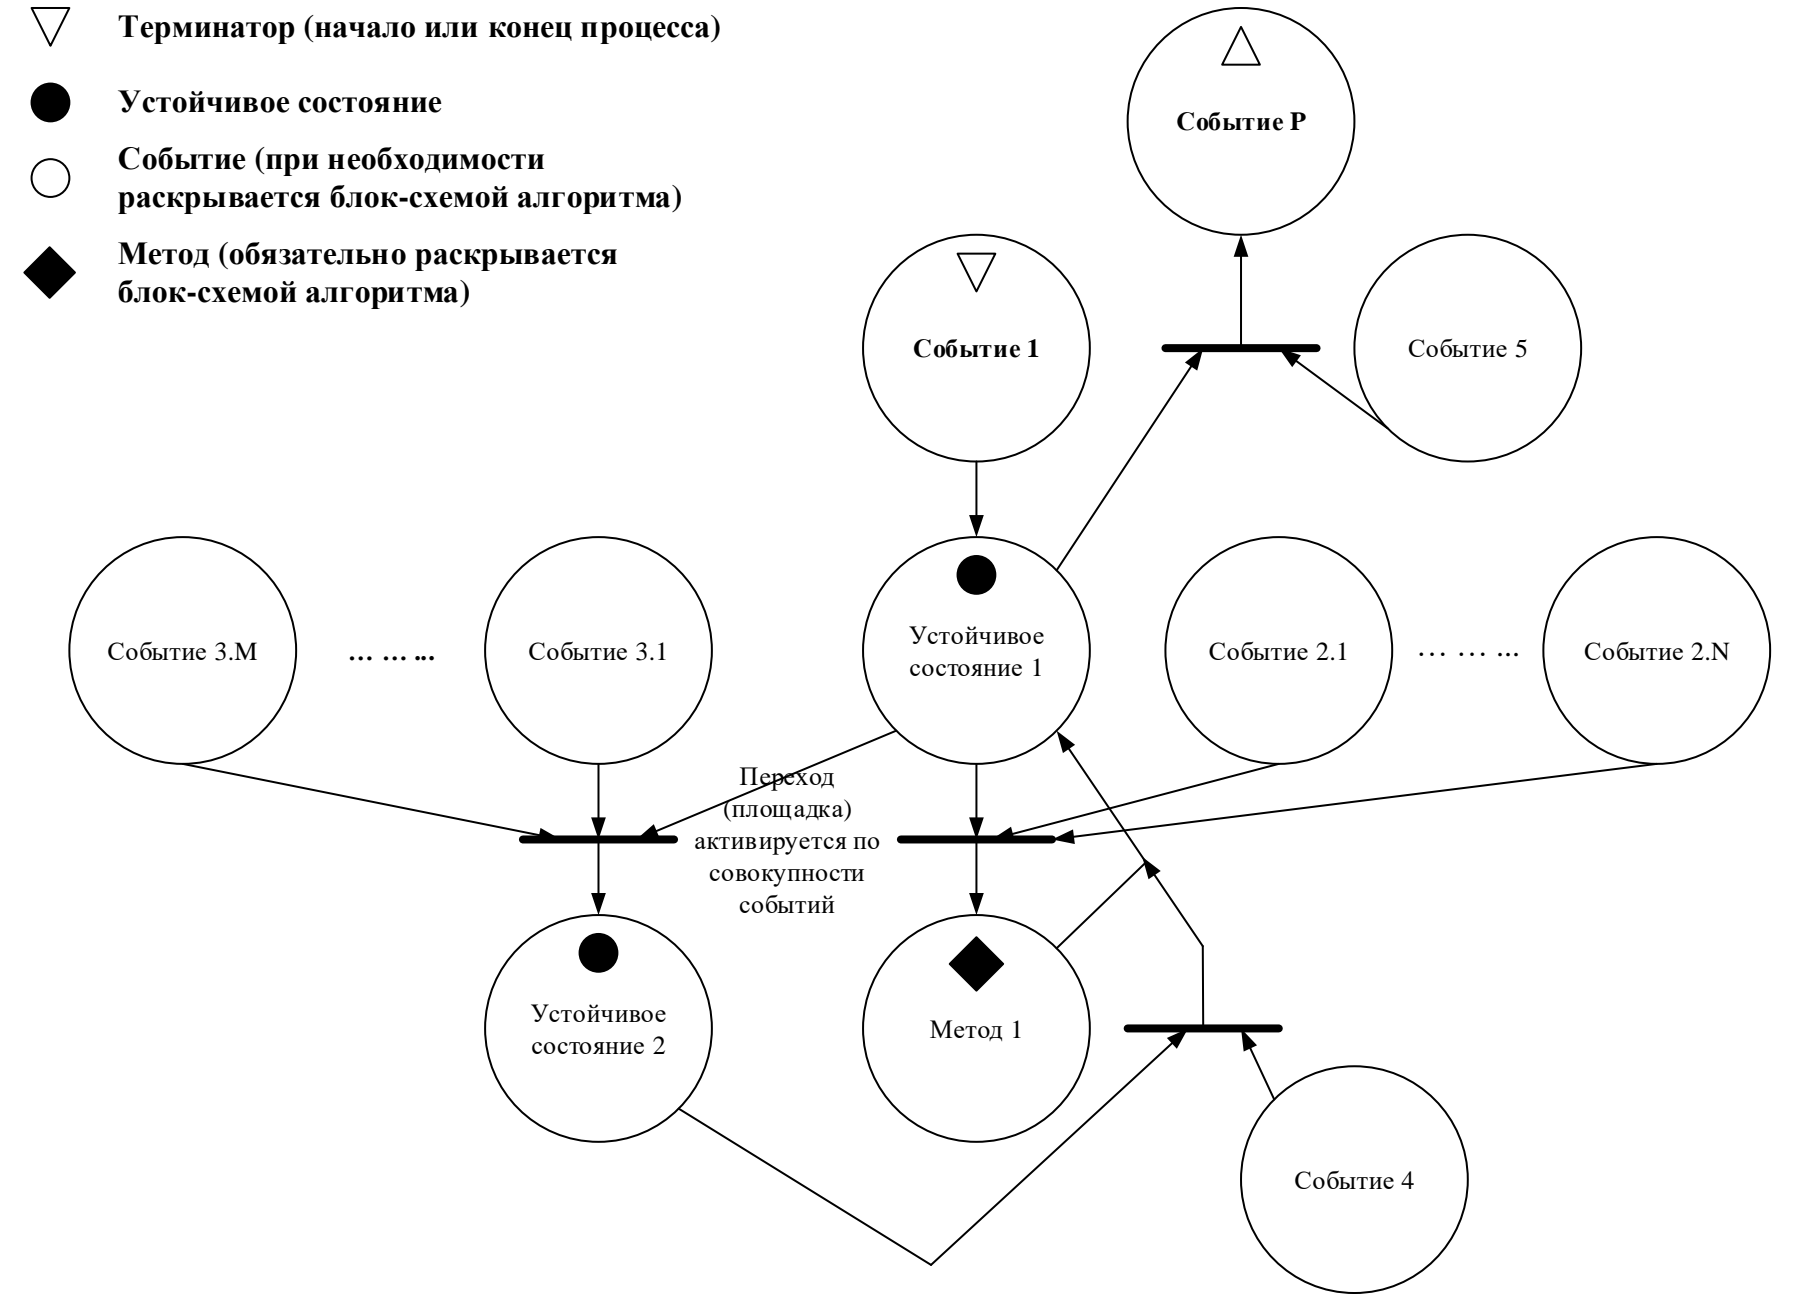 Терминатор (начало или конец процесса)
Устойчивое состояние
Событие (при необходимости
раскрывается блок-схемой алгоритма)
Метод (обязательно раскрывается
блок-схемой алгоритма)
Событие P
Событие 1
Событие 5
Событие 3.M
... ... ...
Событие 3.1
Устойчивое
состояние 1
Событие 2.1
... ... ...
Событие 2.N
Переход
(площадка)
активируется по
совокупности
событий
Устойчивое
состояние 2
Метод 1
Событие 4